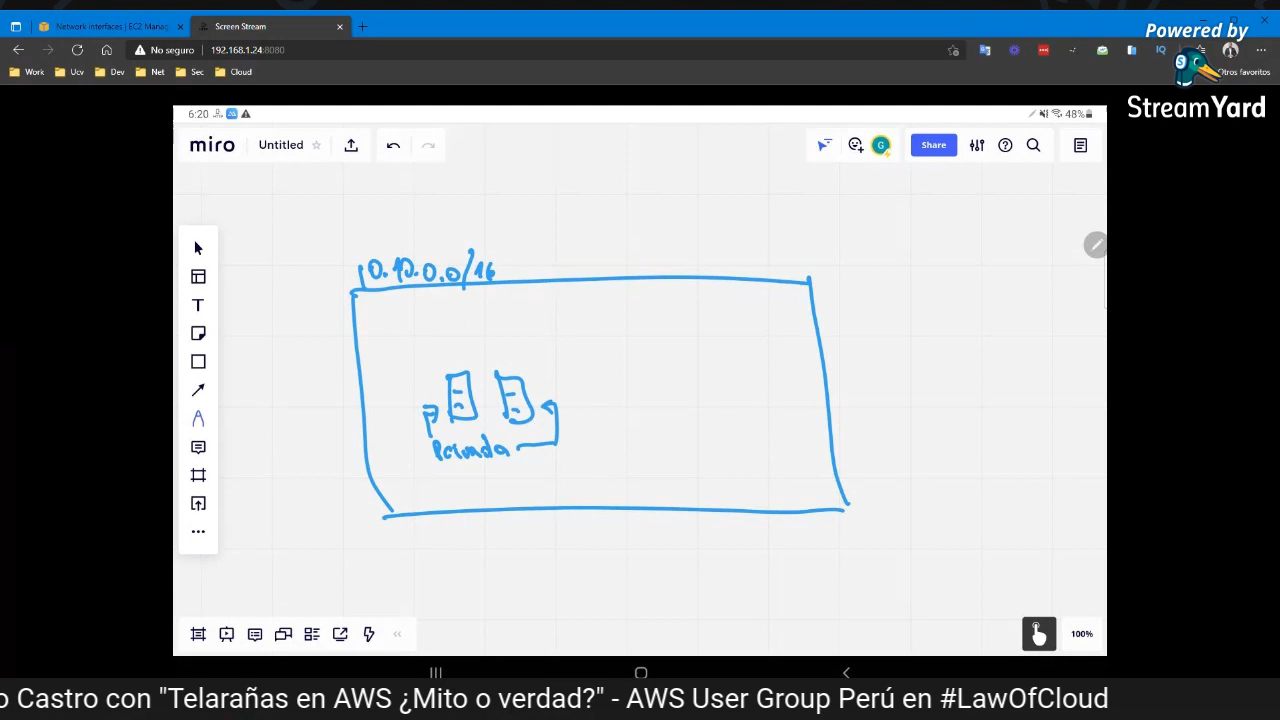 Network interfaces | EC2 Manag
Screen Stream
Powered by
No seguro
192.168.1.24:8080
Work
Ucv
Dev
Net
Sec
Cloud
Otros favoritos
StreamYard
6:20
48%
miro
Untitled
G
Share
10.10.0.0/16
Privada
100%
o Castro con "Telarañas en AWS ¿Mito o verdad?" - AWS User Group Perú en #LawOfCloud